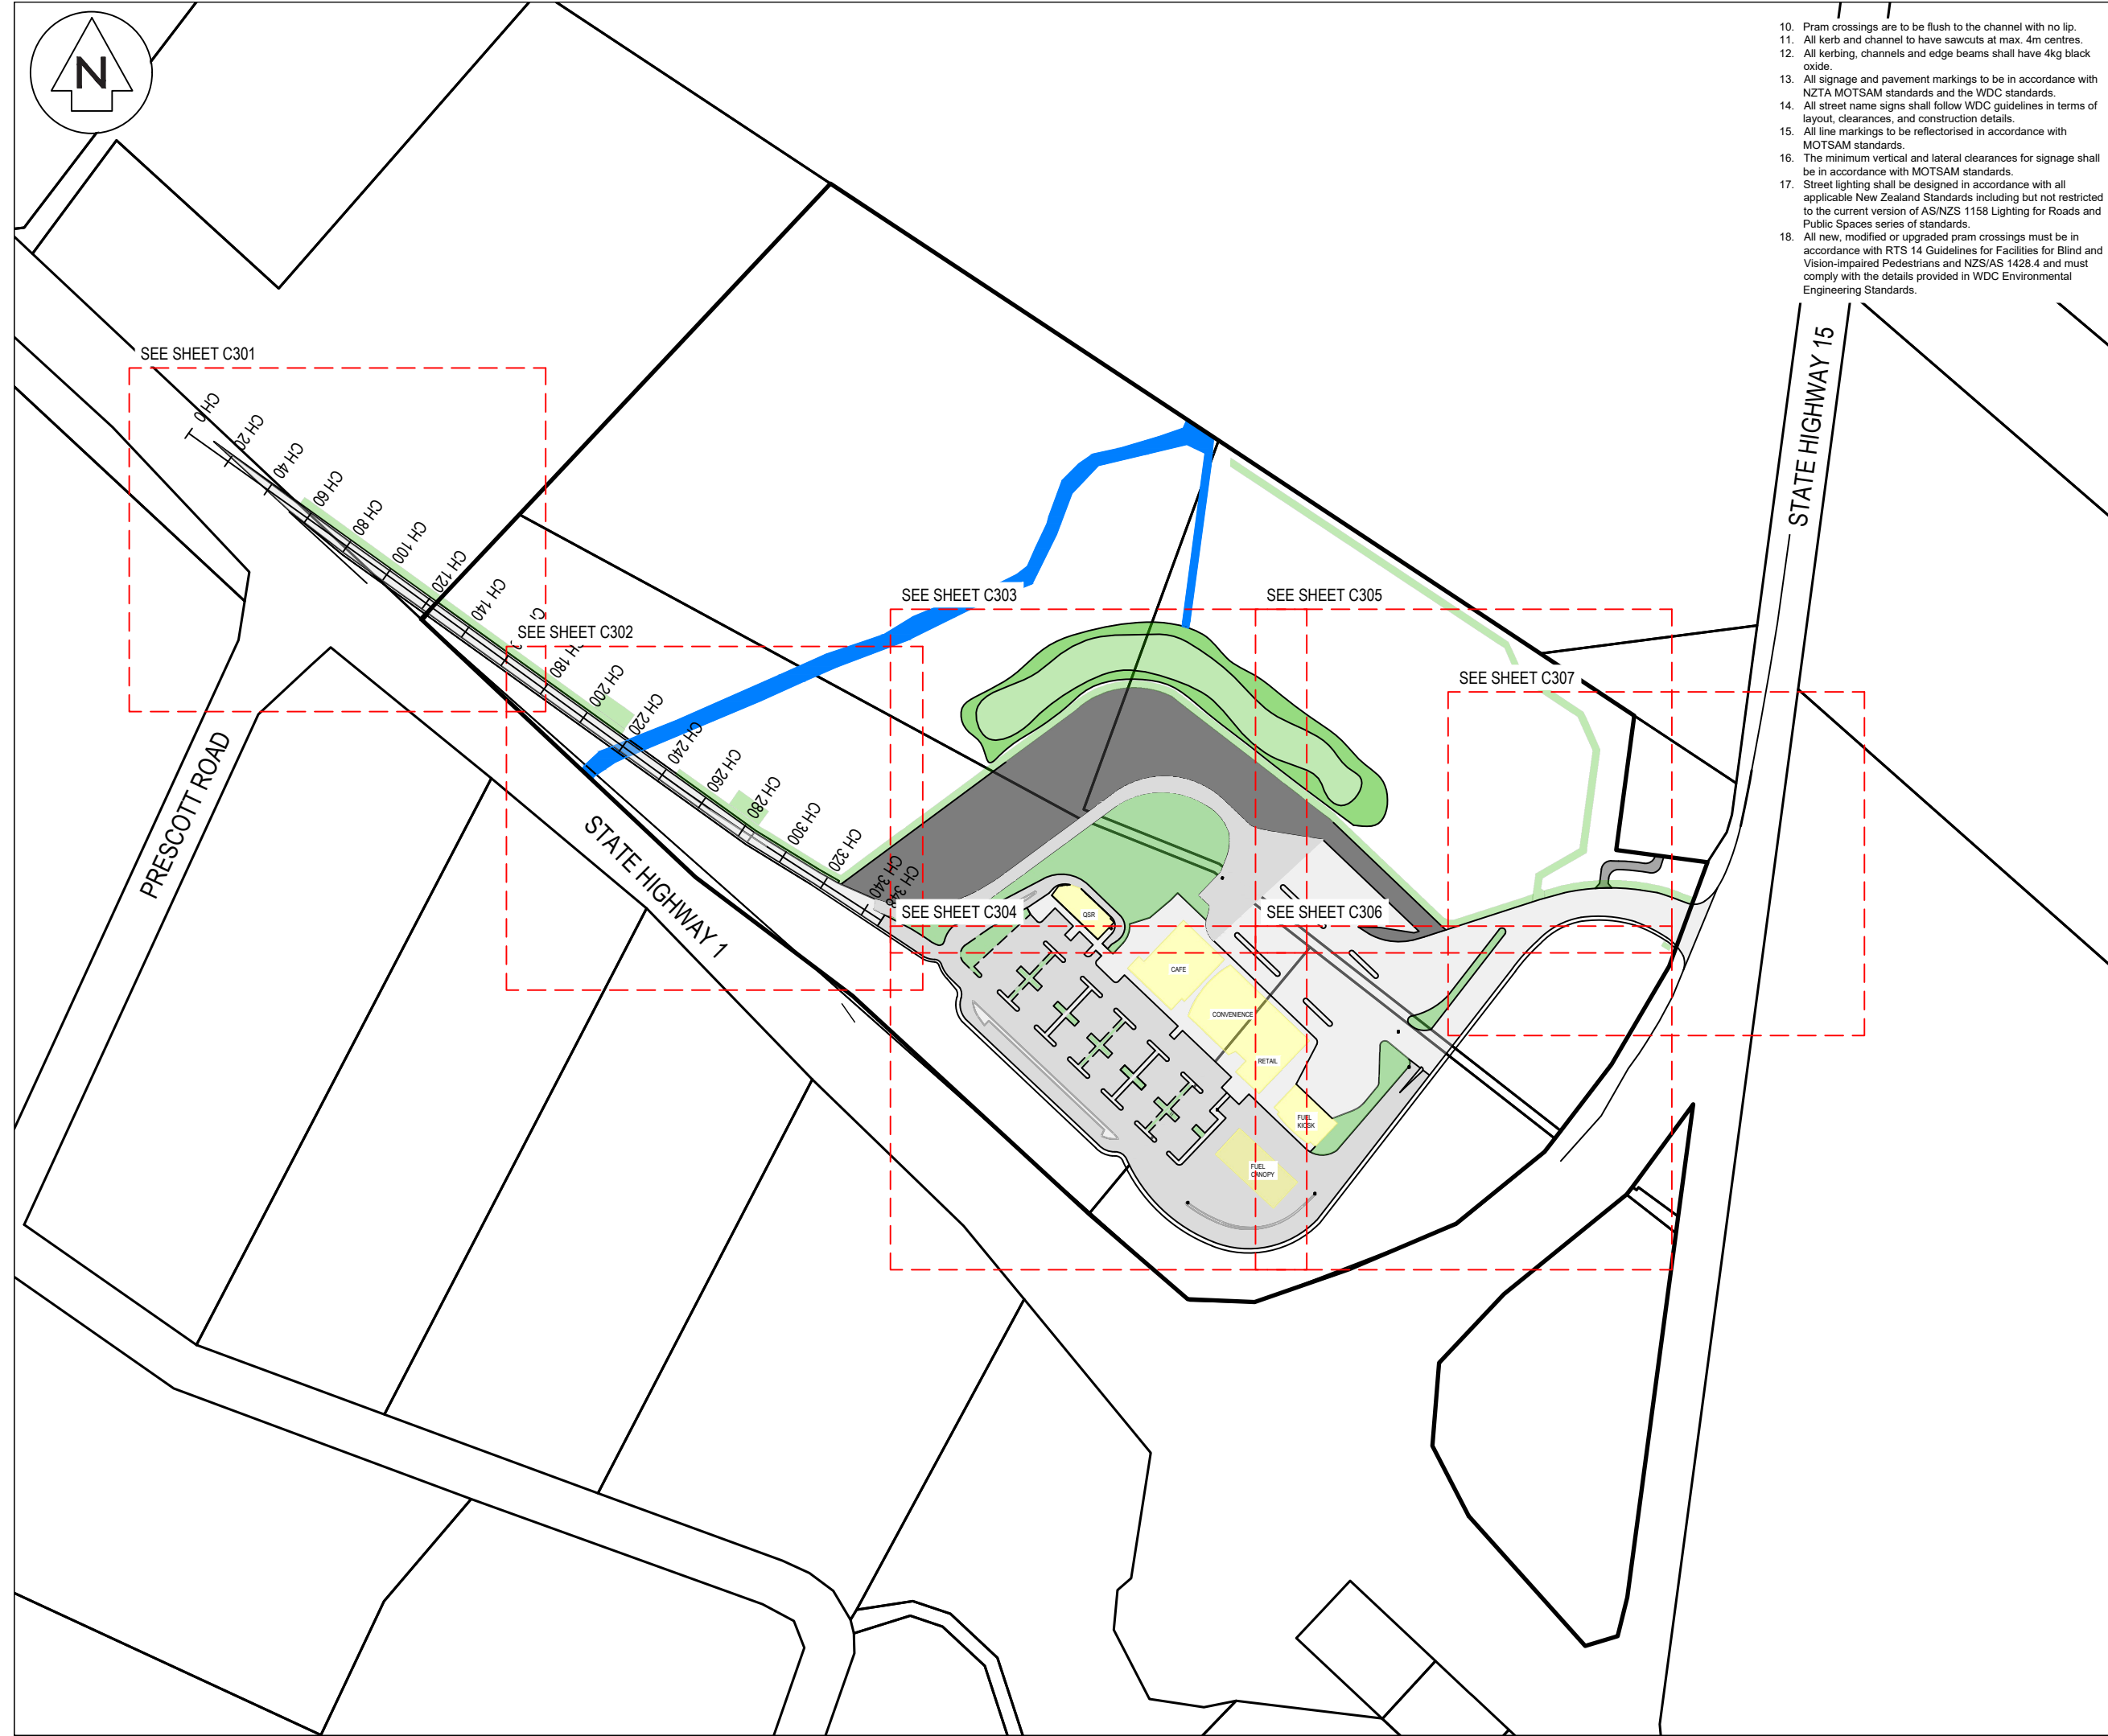 N
10. Pram crossings are to be flush to the channel with no lip.
11. All kerb and channel to have sawcuts at max. 4m centres.
12. All kerbing, channels and edge beams shall have 4kg black
oxide.
13. All signage and pavement markings to be in accordance with
NZTA MOTSAM standards and the WDC standards.
14. All street name signs shall follow WDC guidelines in terms of
layout, clearances, and construction details.
15. All line markings to be reflectorised in accordance with
MOTSAM standards.
16. The minimum vertical and lateral clearances for signage shall
be in accordance with MOTSAM standards.
17. Street lighting shall be designed in accordance with all
applicable New Zealand Standards including but not restricted
to the current version of AS/NZS 1158 Lighting for Roads and
Public Spaces series of standards.
18. All new, modified or upgraded pram crossings must be in
accordance with RTS 14 Guidelines for Facilities for Blind and
Vision-impaired Pedestrians and NZS/AS 1428.4 and must
comply with the details provided in WDC Environmental
Engineering Standards.
STATE HIGHWAY 15
SEE SHEET C301
CH 0
CH 20
CH 40
CH 60
CH 80
CH 100
CH 120
CH 140
SEE SHEET C302
CH 180
CH 200
CH 220
CH 240
CH 260
CH 280
CH 300
CH 320
CH 340
SEE SHEET C303
SEE SHEET C305
SEE SHEET C307
PRESCOTT ROAD
STATE HIGHWAY 1
SEE SHEET C304
SEE SHEET C306
QSR
CAFE
CONVENIENCE
RETAIL
FUEL
KIOSK
FUEL
CANOPY